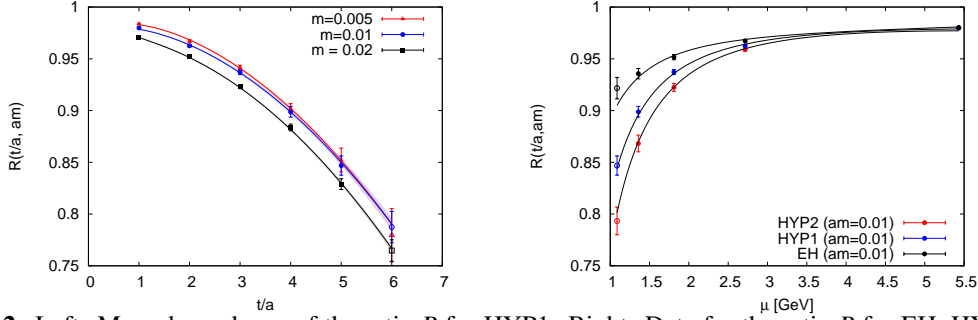 1
0.95
0.9
0.85
0.8
0.75
R(t/a, am)
m=0.005
m=0.01
m = 0.02
0 1 2 3 4 5 6 7
t/a
1
0.95
0.9
0.85
0.8
0.75
R(t/a,am)
HYP2 (am=0.01)
HYP1 (am=0.01)
EH (am=0.01)
1 1.5 2 2.5 3 3.5 4 4.5 5 5.5
μ [GeV]
2: Left: Mass dependence of the ratio R for HYP1. Right: Data for the ratio R for EH,